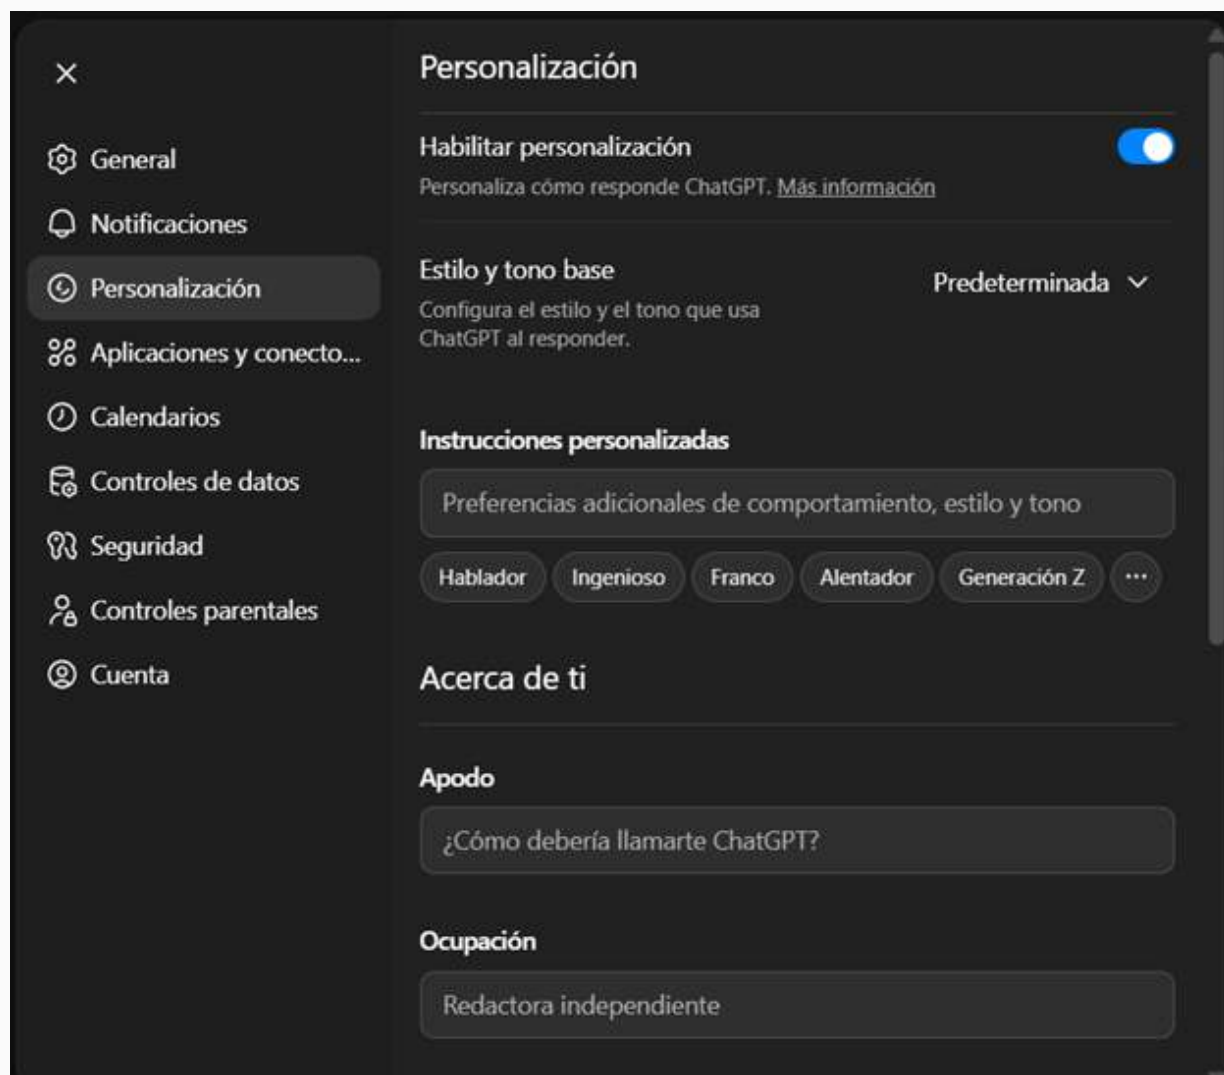 Personalización
General
Notificaciones
Personalización
Aplicaciones y conecto...
Calendarios
Controles de datos
Seguridad
Controles parentales
Cuenta
Habilitar personalización
Personaliza cómo responde ChatGPT. Más información
Estilo y tono base
Predeterminada
Configura el estilo y el tono que usa
ChatGPT al responder.
Instrucciones personalizadas
Preferencias adicionales de comportamiento, estilo y tono
Hablador Ingenioso Franco Alentador Generación Z ...
Acerca de ti
Apodo
¿Cómo debería llamarte ChatGPT?
Ocupación
Redactora independiente